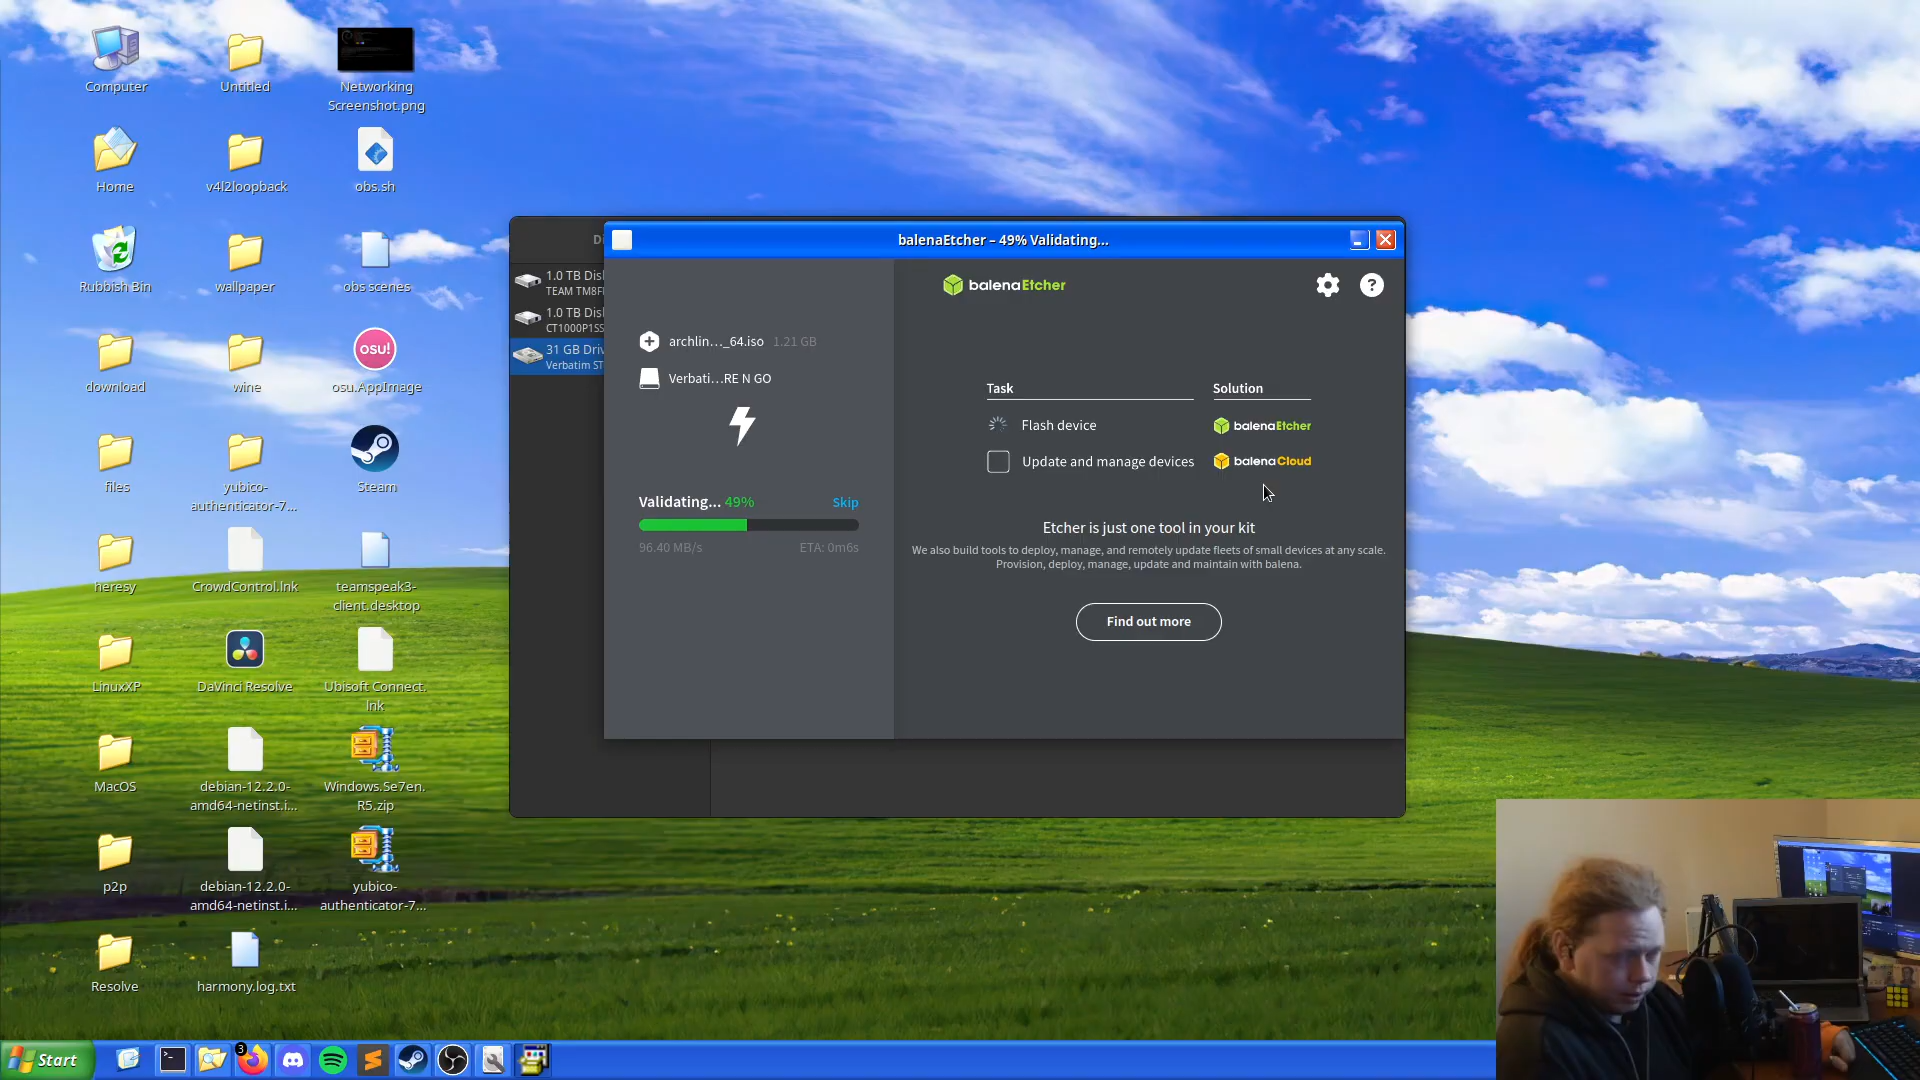 Computer
Untitled
Networking
Screenshot.png
Home
v4l2loopback
obs.sh
Rubbish Bin
wallpaper
obs scenes
download
wine
osu!
osu.AppImage
files
yubico-
authenticator-7...
Steam
heresy
CrowdControl.lnk
teamspeak3-
client.desktop
LinuxXP
DaVinci Resolve
Ubisoft Connect.
lnk
MacOS
debian-12.2.0-
amd64-netinst.i...
Windows.Se7en.
R5.zip
p2p
debian-12.2.0-
amd64-netinst.i...
yubico-
authenticator-7...
Resolve
harmony.log.txt
1.0 TB Disk
TEAM TM8F
1.0 TB Disk
CT1000P1SS
31 GB Driv
Verbatim ST
balenaEtcher – 49% Validating...
balenaEtcher
?
archlin..._64.iso 1.21 GB
Verbati...RE N GO
Validating... 49% Skip
96.40 MB/s ETA: 0m6s
Task Solution
Flash device balenaEtcher
Update and manage devices balenaCloud
Etcher is just one tool in your kit
We also build tools to deploy, manage, and remotely update fleets of small devices at any scale.
Provision, deploy, manage, update and maintain with balena.
Find out more
Start
3